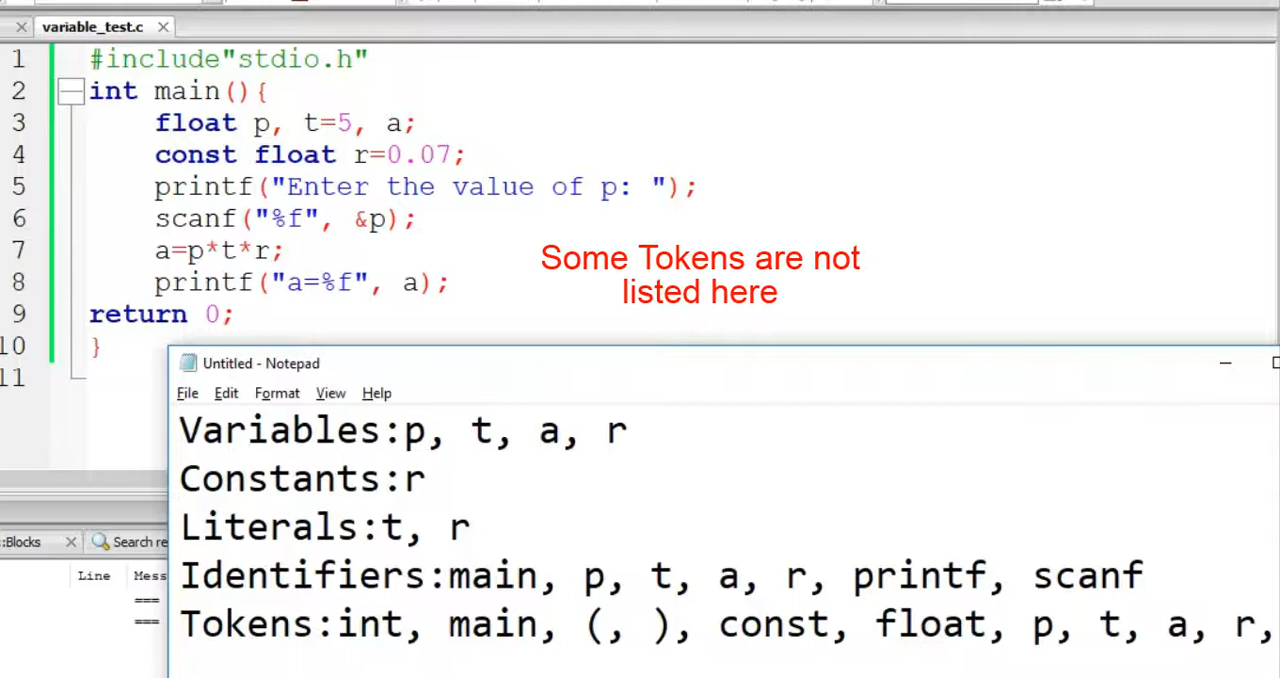 variable_test.c
1 #include"stdio.h"
2 int main(){
3 float p, t=5, a;
4 const float r=0.07;
5 printf("Enter the value of p: ");
6 scanf("%f", &p);
7 a=p*t*r;
8 printf("a=%f", a);
9 return 0;
10 }
11
Some Tokens are not
listed here
Untitled - Notepad
File Edit Format View Help
Variables:p, t, a, r
Constants:r
Literals:t, r
Identifiers:main, p, t, a, r, printf, scanf
Tokens:int, main, (, ), const, float, p, t, a, r,
::Blocks Search re
Line Mess
===
===